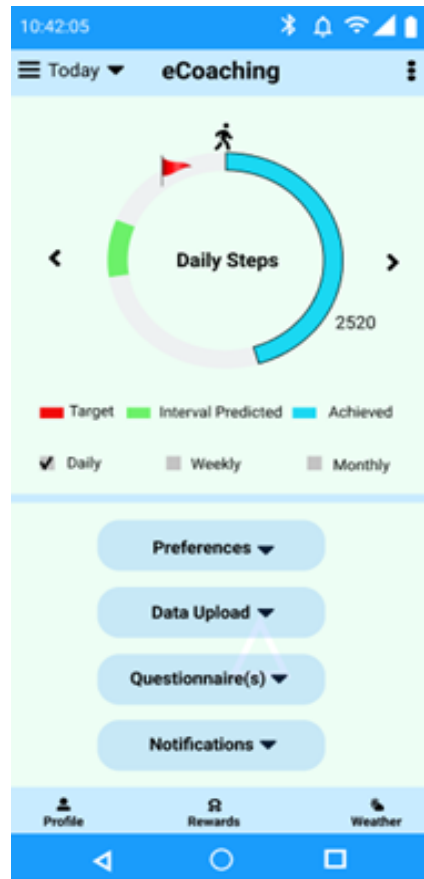 10:42:05
Today eCoaching
Daily Steps
2520
Target Interval Predicted Achieved
Daily Weekly Monthly
Preferences
Data Upload
Questionnaire(s)
Notifications
Profile Rewards Weather